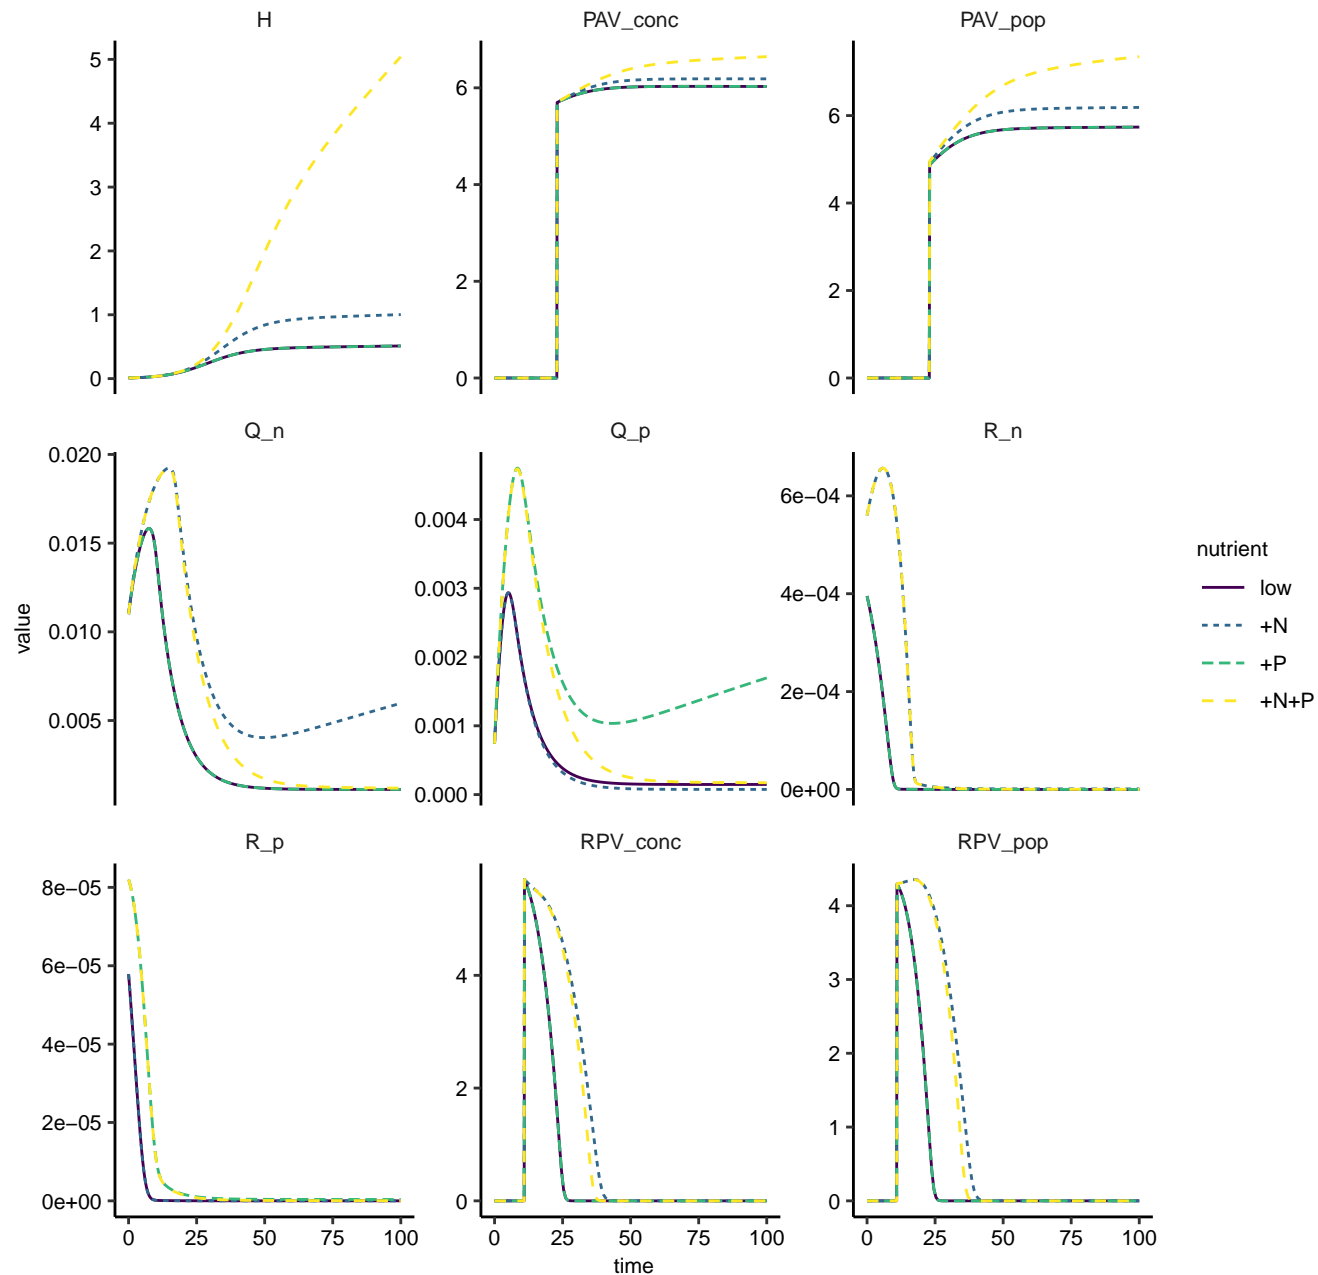 H
PAV_conc
PAV_pop
5
4
3
2
1
0
6
4
2
0
6
4
2
0
Q_n
Q_p
R_n
0.020
0.015
0.010
0.005
0.004
0.003
0.002
0.001
0.000
6e−04
4e−04
2e−04
0e+00
R_p
RPV_conc
RPV_pop
8e−05
6e−05
4e−05
2e−05
0e+00
4
2
0
4
3
2
1
0
0 25 50 75 100
0 25 50 75 100
0 25 50 75 100
time
value
nutrient
low
+N
+P
+N+P